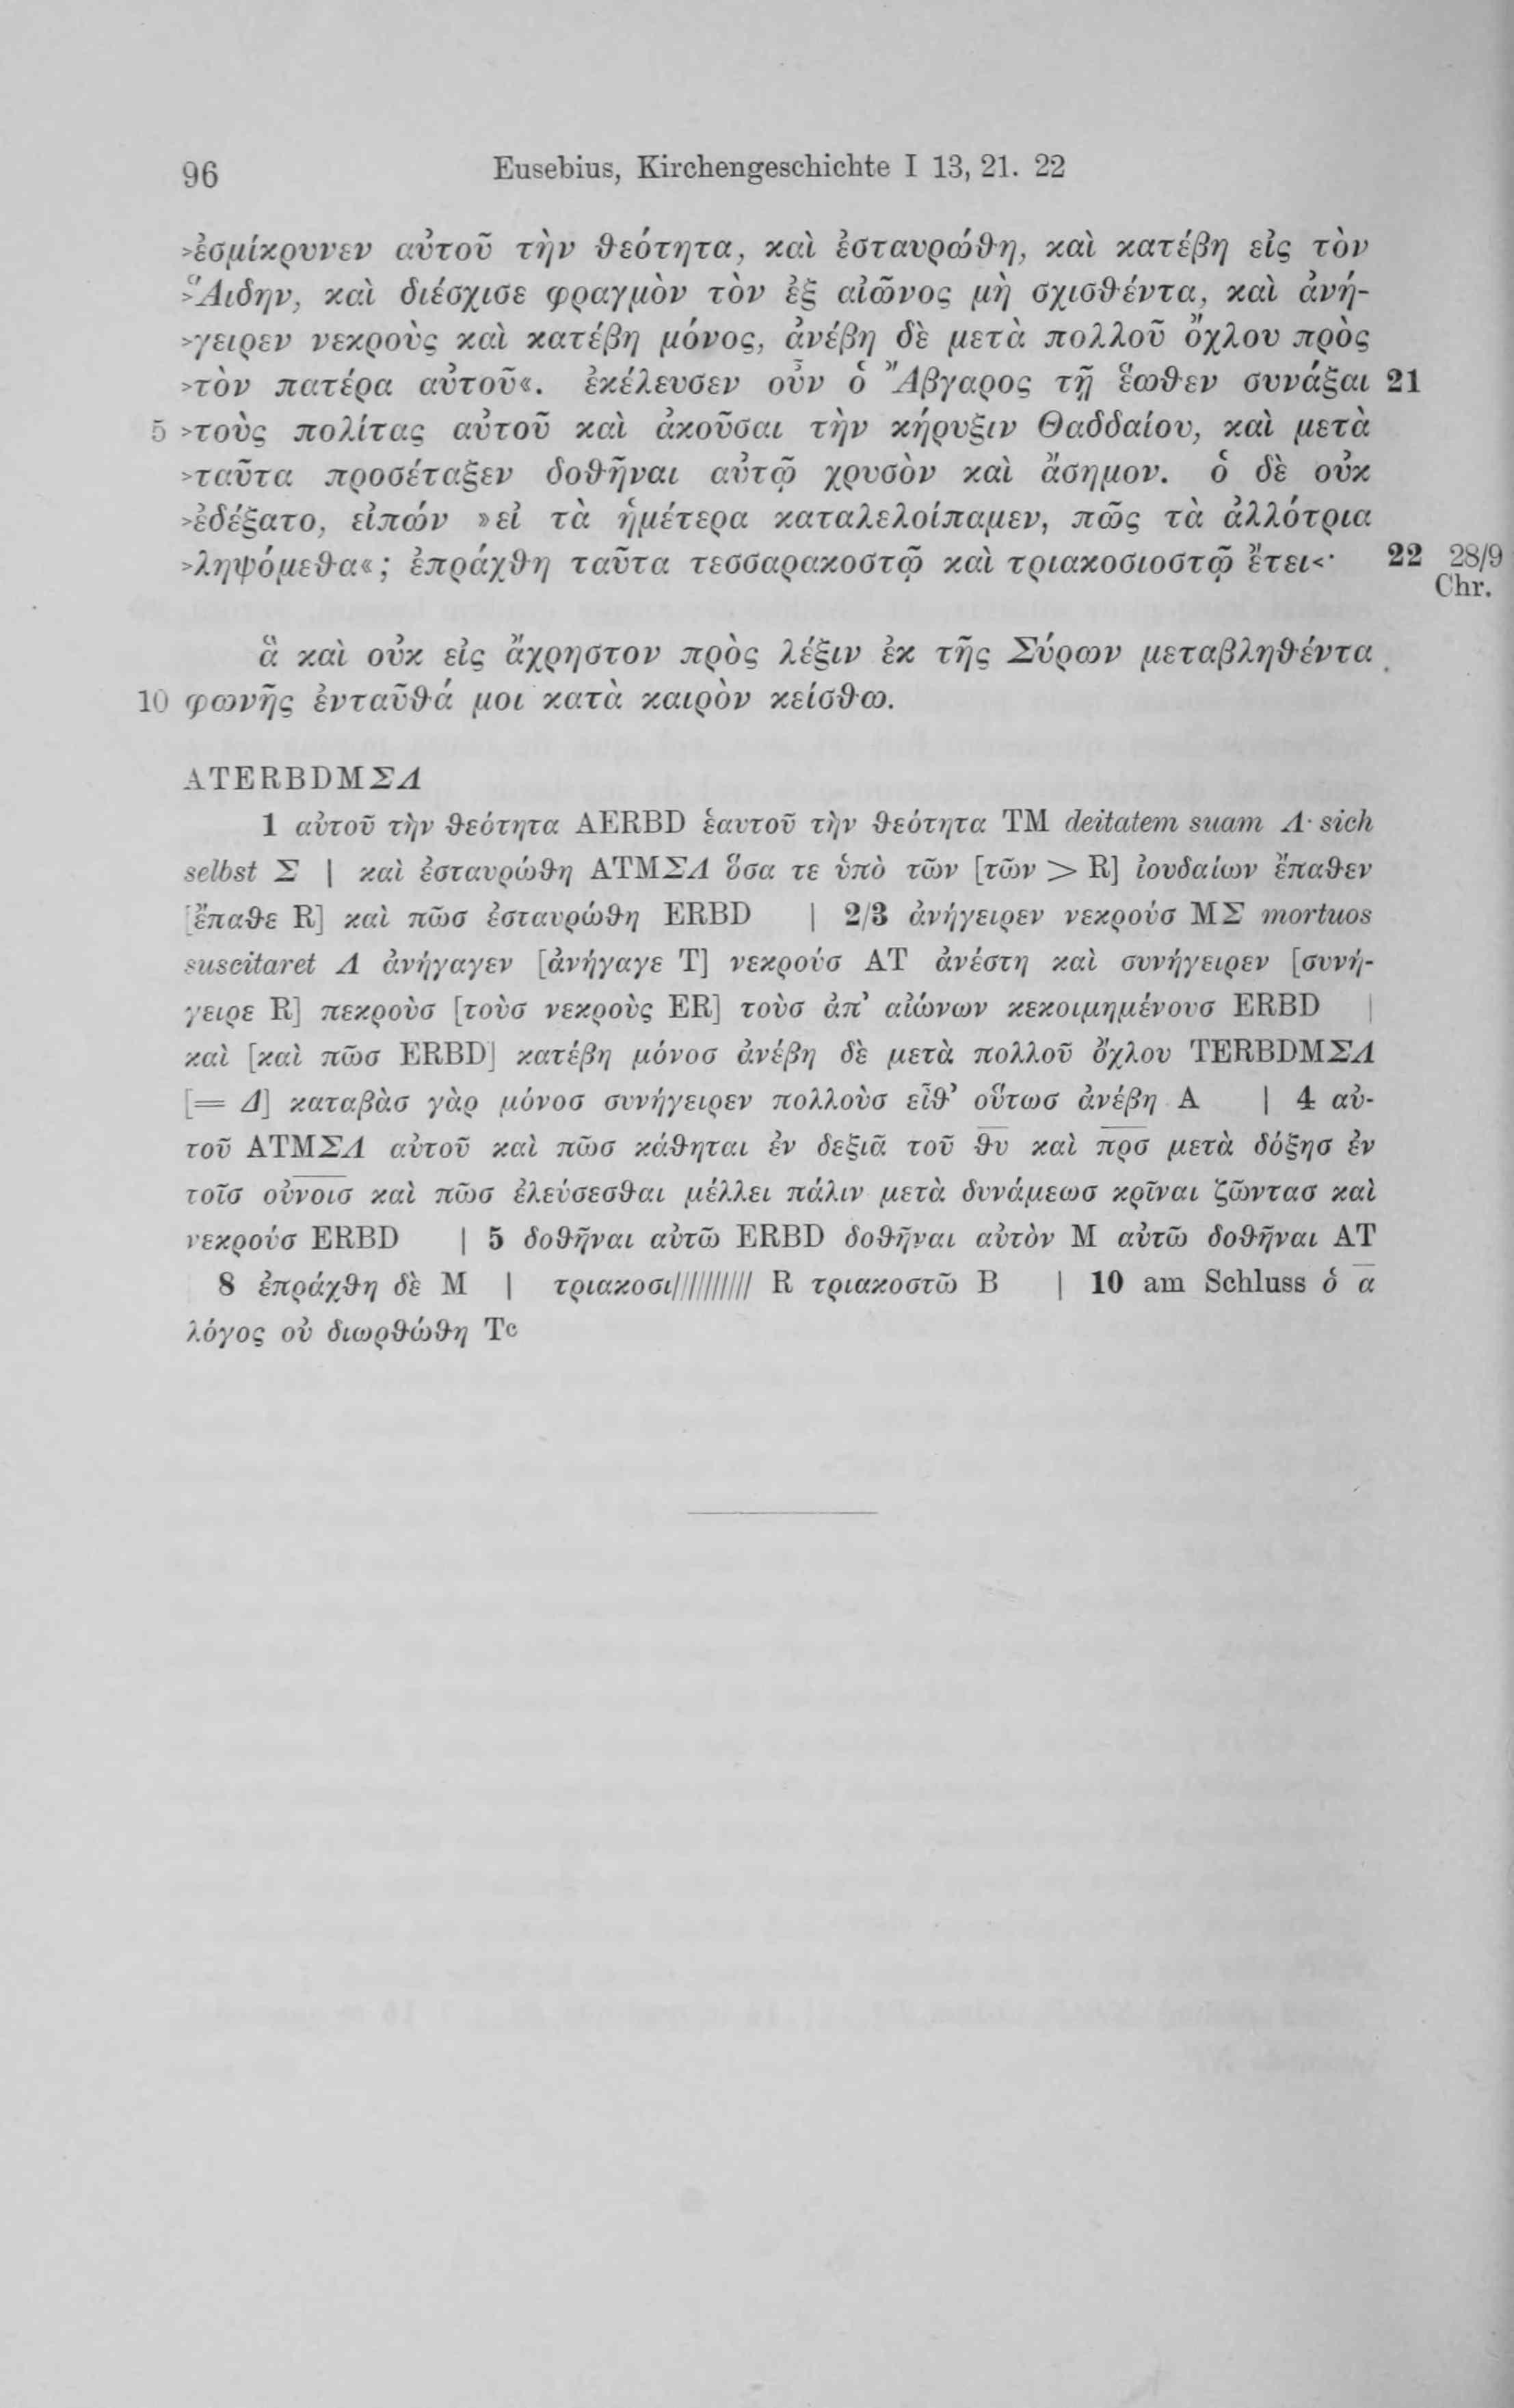 96 Eusebius, Kirchengeschichte I 13, 21. 22
>ἐσμίκρυνεν αὐτοῦ τὴν θεότητα, καὶ ἐσταυρώθη, καὶ κατέβη εἰς τὸν
>Ἅιδην, καὶ διέσχισε φραγμὸν τὸν ἐξ αἰῶνος μὴ σχισθέντα, καὶ ἀνή-
>γειρεν νεκροὺς καὶ κατέβη μόνος, ἀνέβη δὲ μετὰ πολλοῦ ὄχλου πρὸς
>τὸν πατέρα αὐτοῦ«. ἐκέλευσεν οὖν ὁ Ἄβγαρος τῇ ἕωθεν συνάξαι 21
5 >τοὺς πολίτας αὐτοῦ καὶ ἀκοῦσαι τὴν κήρυξιν Θαδδαίου, καὶ μετὰ
>ταῦτα προσέταξεν δοθῆναι αὐτῷ χρυσὸν καὶ ἄσημον. ὁ δὲ οὐκ
>ἐδέξατο, εἰπών »εἰ τὰ ἡμέτερα καταλελοίπαμεν, πῶς τὰ ἀλλότρια
>ληψόμεθα«; ἐπράχθη ταῦτα τεσσαρακοστῷ καὶ τριακοσιοστῷ ἔτει<· 22 28/9
Chr.
ἃ καὶ οὐκ εἰς ἄχρηστον πρὸς λέξιν ἐκ τῆς Σύρων μεταβληθέντα
10 φωνῆς ἐνταῦθά μοι κατὰ καιρὸν κείσθω.
ATERBDMΣΛ
1 αὐτοῦ τὴν θεότητα AERBD ἑαυτοῦ τὴν θεότητα TM deitatem suam Λ· sich
selbst Σ | καὶ ἐσταυρώθη ATMΣΛ ὅσα τε ὑπὸ τῶν [τῶν > R] ἰουδαίων ἔπαθεν
[ἔπαθε R] καὶ πῶσ ἐσταυρώθη ERBD | 2/3 ἀνήγειρεν νεκρούσ MΣ mortuos
suscitaret Λ ἀνήγαγεν [ἀνήγαγε T] νεκρούσ AT ἀνέστη καὶ συνήγειρεν [συνή-
γειρε R] πεκροὺσ [τοὺσ νεκροὺς ER] τοὺσ ἀπ’ αἰώνων κεκοιμημένουσ ERBD |
καὶ [καὶ πῶσ ERBD] κατέβη μόνοσ ἀνέβη δὲ μετὰ πολλοῦ ὄχλου TERBDMΣΛ
[= Δ] καταβὰσ γὰρ μόνοσ συνήγειρεν πολλοὺσ εἶθ’ οὕτωσ ἀνέβη A | 4 αὐ-
τοῦ ATMΣΛ αὐτοῦ καὶ πῶσ κάθηται ἐν δεξιᾶ τοῦ θ̅υ̅ καὶ π̅ρ̅σ̅ μετὰ δόξησ ἐν
τοῖσ ο̅ὐ̅ν̅ο̅ι̅σ̅ καὶ πῶσ ἐλεύσεσθαι μέλλει πάλιν μετὰ δυνάμεωσ κρῖναι ζῶντασ καὶ
νεκρούσ ERBD | 5 δοθῆναι αὐτῶ ERBD δοθῆναι αὐτὸν M αὐτῶ δοθῆναι AT
8 ἐπράχθη δὲ M | τριακοσι////////// R τριακοστῶ B | 10 am Schluss ὁ α̅
λόγος οὐ διωρθώθη Tc